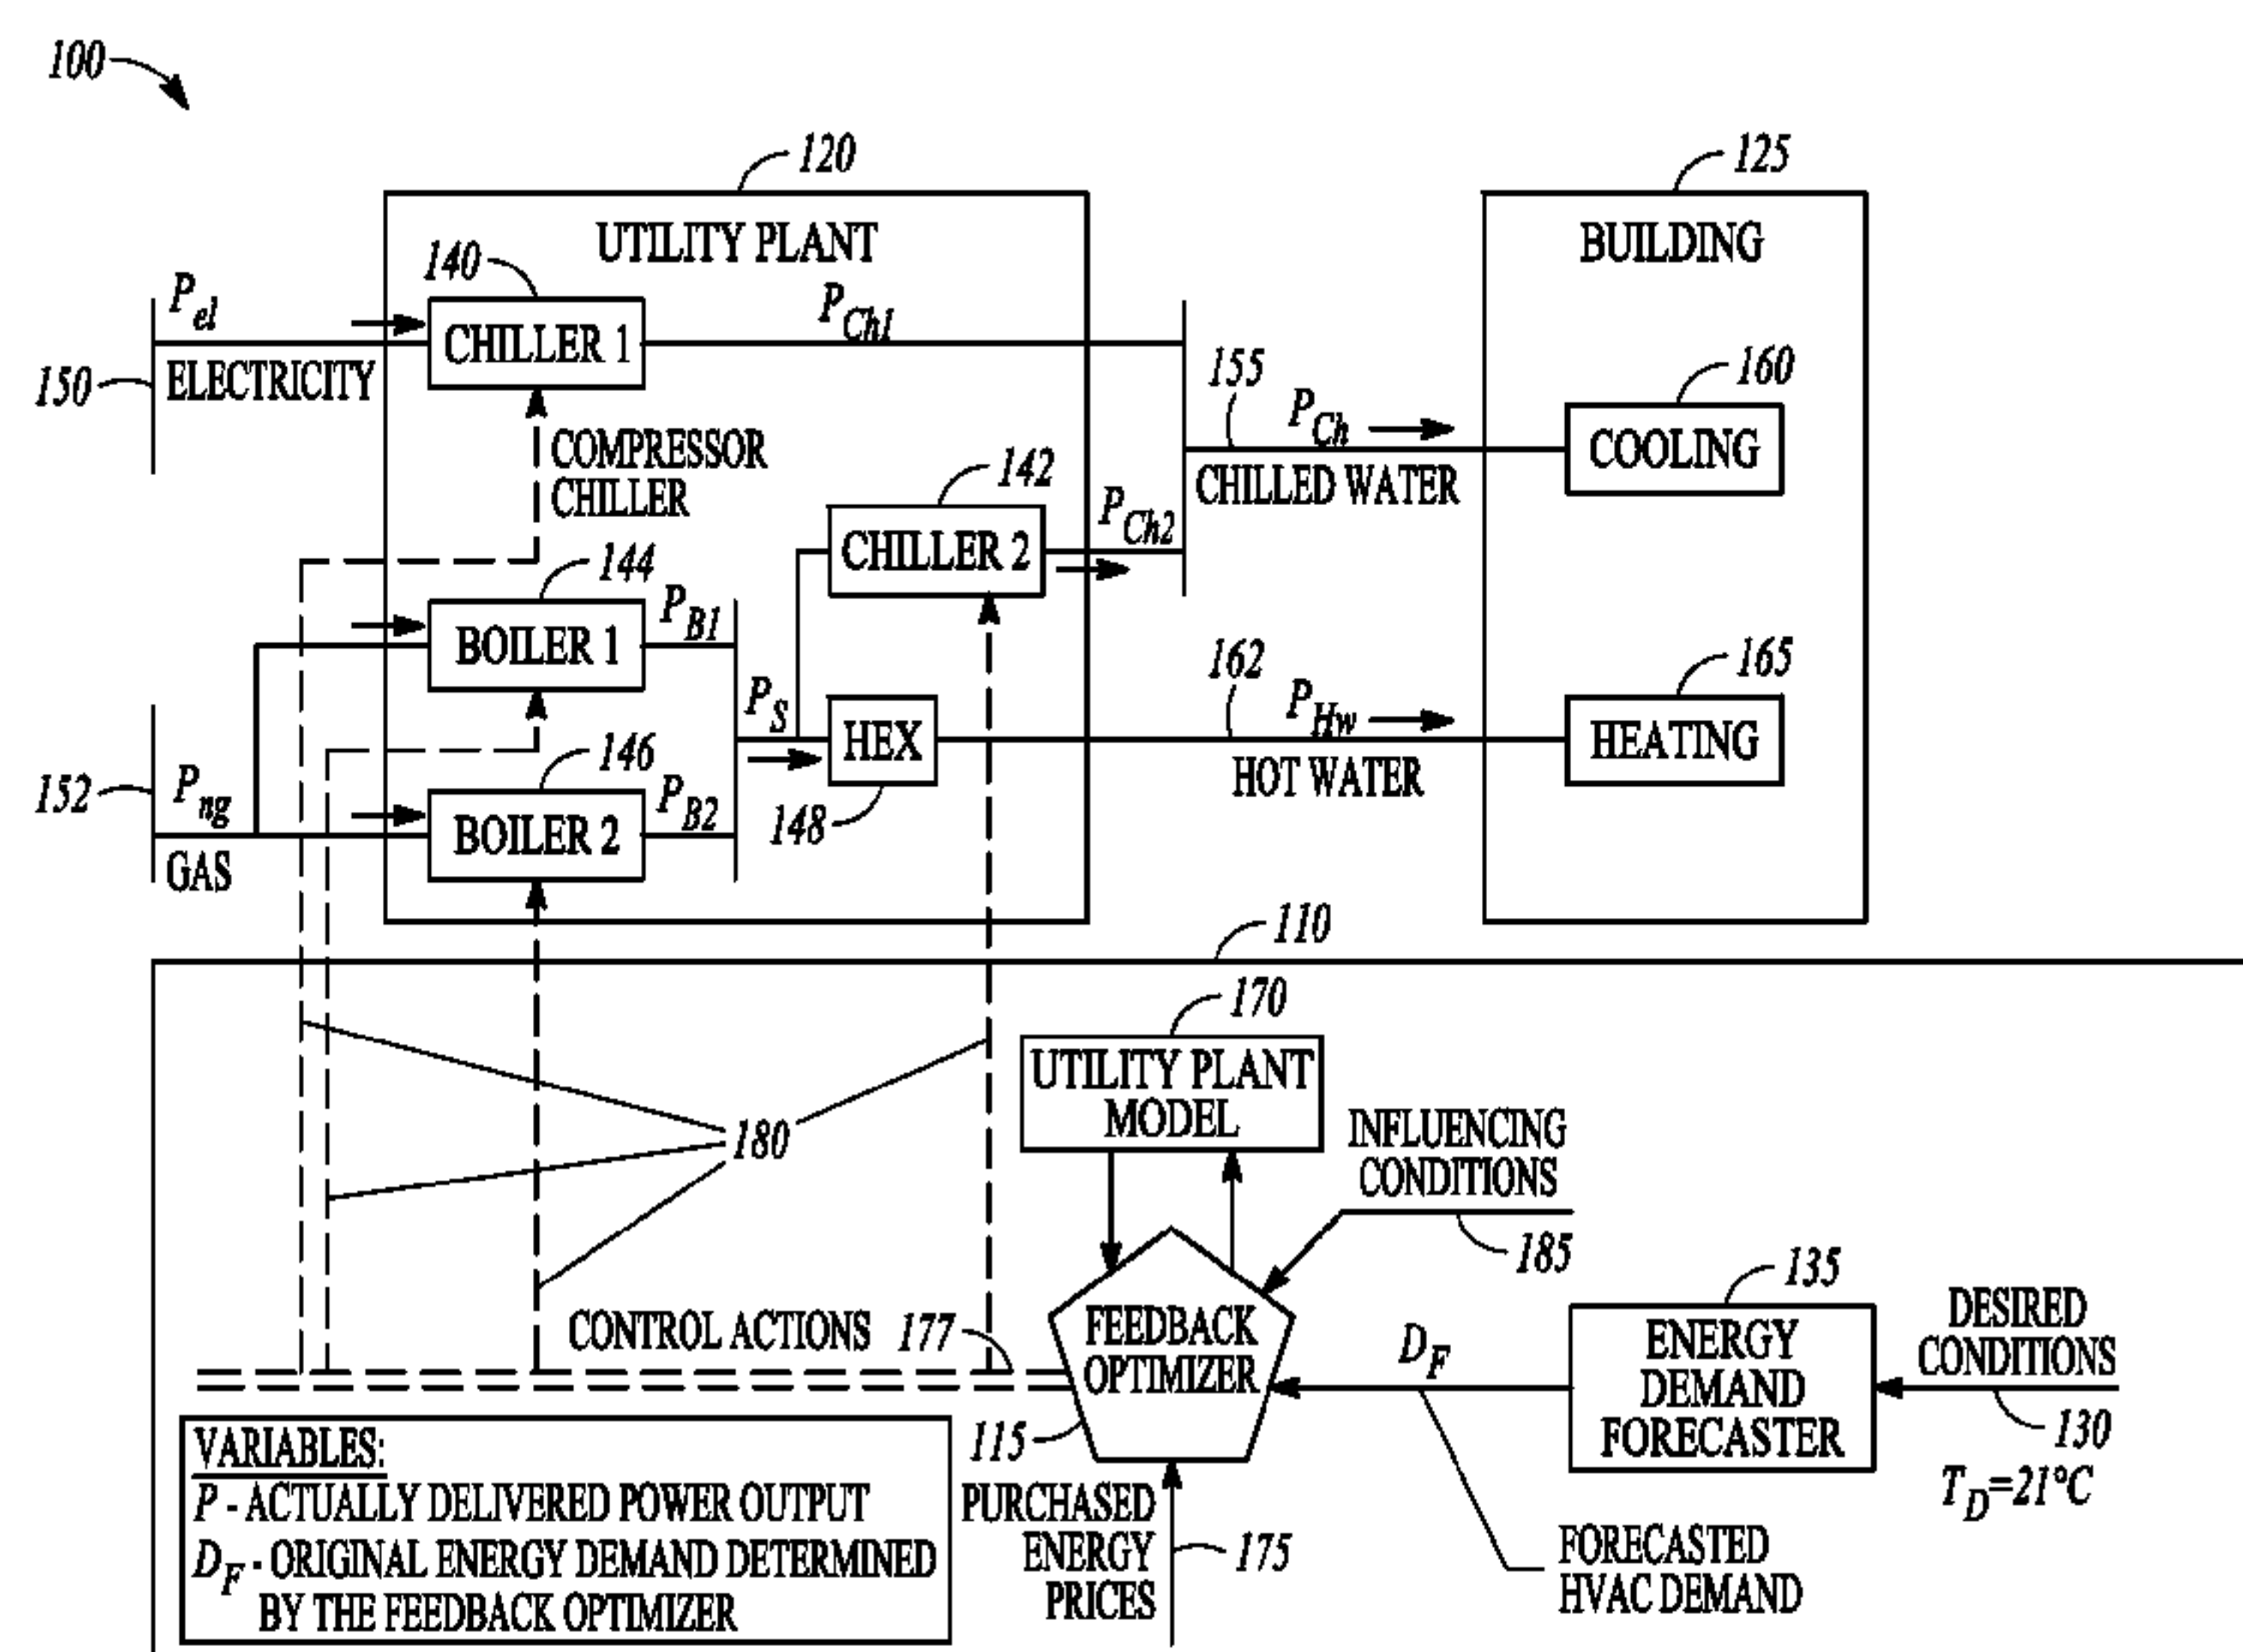 100
120
125
UTILITY PLANT
BUILDING
140
P_el
CHILLER 1
P_Ch1
150
ELECTRICITY
155
P_Ch
160
COOLING
COMPRESSOR
CHILLER
142
CHILLED WATER
P_Ch2
CHILLER 2
144
P_B1
BOILER 1
162
165
P_S
P_Hw
HEX
HEATING
146
152
P_ng
P_B2
HOT WATER
148
BOILER 2
GAS
110
170
UTILITY PLANT
MODEL
180
INFLUENCING
CONDITIONS
185
135
CONTROL ACTIONS
177
FEEDBACK
OPTIMIZER
D_F
ENERGY
DEMAND
FORECASTER
DESIRED
CONDITIONS
115
130
T_D=21°C
VARIABLES:
P - ACTUALLY DELIVERED POWER OUTPUT
D_F - ORIGINAL ENERGY DEMAND DETERMINED
BY THE FEEDBACK OPTIMIZER
PURCHASED
ENERGY
PRICES
175
FORECASTED
HVAC DEMAND